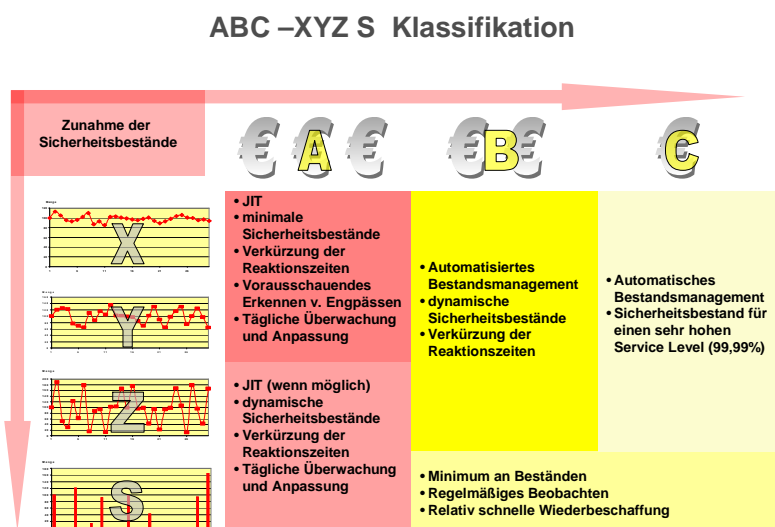 ABC –XYZ S Klassifikation
Zunahme der
Sicherheitsbestände
€ A €
€ B €
€ C
X
Y
Z
S
• JIT
• minimale
Sicherheitsbestände
• Verkürzung der
Reaktionszeiten
• Vorausschauendes
Erkennen v. Engpässen
• Tägliche Überwachung
und Anpassung
• JIT (wenn möglich)
• dynamische
Sicherheitsbestände
• Verkürzung der
Reaktionszeiten
• Tägliche Überwachung
und Anpassung
• Automatisiertes
Bestandsmanagement
• dynamische
Sicherheitsbestände
• Verkürzung der
Reaktionszeiten
• Automatisches
Bestandsmanagement
• Sicherheitsbestand für
einen sehr hohen
Service Level (99,99%)
• Minimum an Beständen
• Regelmäßiges Beobachten
• Relativ schnelle Wiederbeschaffung